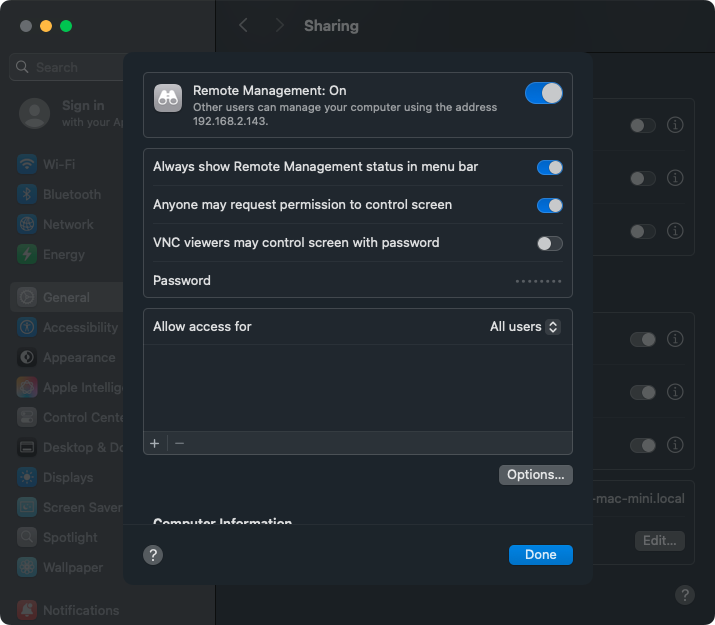 Sharing
Search
Sign in
with your Ap
Wi-Fi
Bluetooth
Network
Energy
General
Accessibility
Appearance
Apple Intellig
Control Cente
Desktop & Do
Displays
Screen Saver
Spotlight
Wallpaper
Notifications
Remote Management: On
Other users can manage your computer using the address
192.168.2.143.
Always show Remote Management status in menu bar
Anyone may request permission to control screen
VNC viewers may control screen with password
Password ••••••••
Allow access for All users
+ −
Options...
Computer Information
? Done
-mac-mini.local
Edit...
?